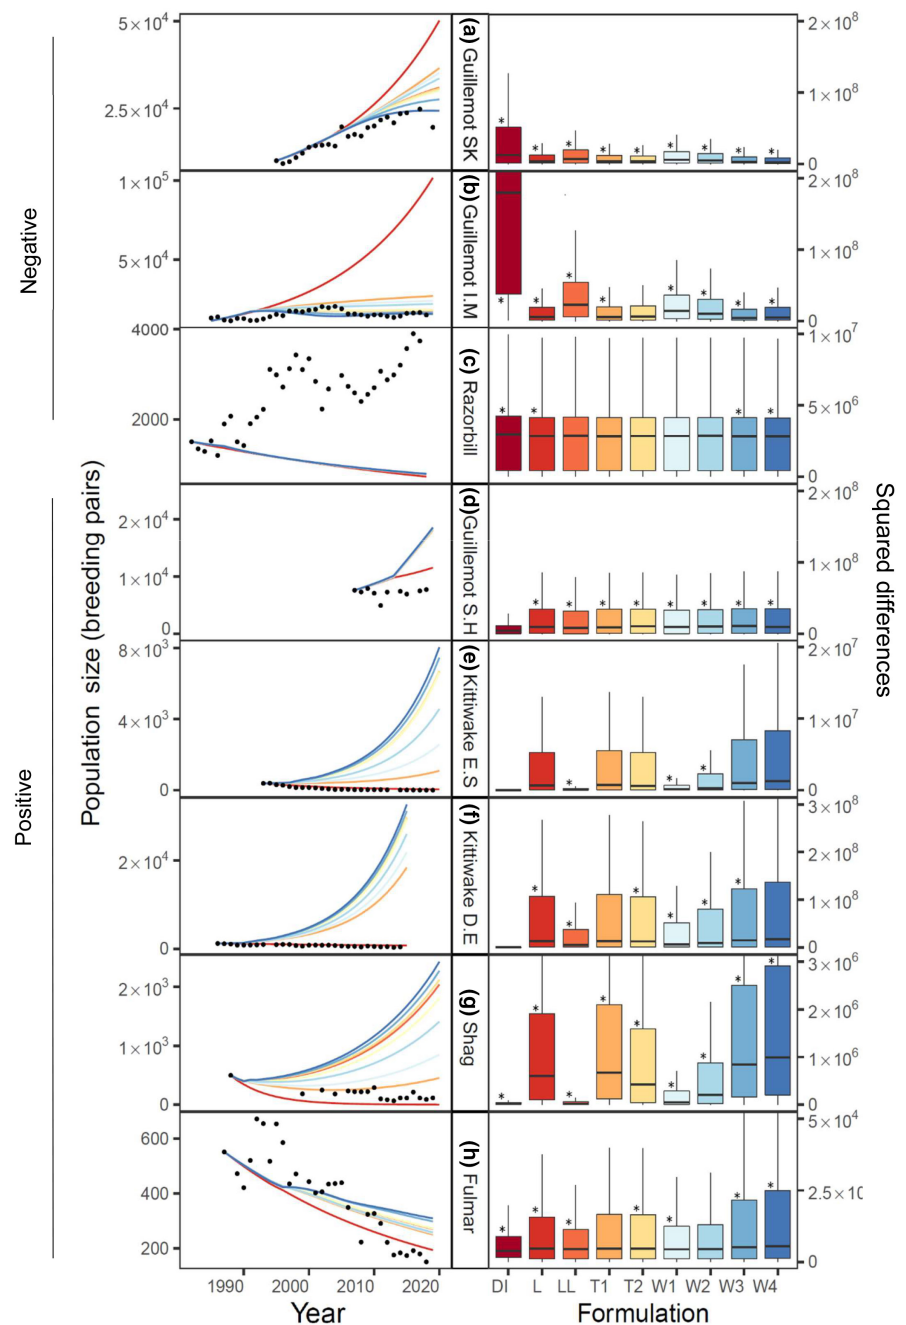 Negative
Positive
Population size (breeding pairs)
5×10⁴
2.5×10⁴
(a) Guillemot SK
2×10⁸
1×10⁸
0
1×10⁵
5×10⁴
(b) Guillemot I.M
2×10⁸
1×10⁸
0
4000
2000
(c) Razorbill
1×10⁷
5×10⁶
0
2×10⁴
1×10⁴
0
(d) Guillemot S.H
2×10⁸
1×10⁸
0
8×10³
4×10³
0
(e) Kittiwake E.S
2×10⁷
1×10⁷
0
2×10⁴
0
(f) Kittiwake D.E
3×10⁸
2×10⁸
1×10⁸
0
2×10³
1×10³
0
(g) Shag
3×10⁶
2×10⁶
1×10⁶
0
600
400
200
(h) Fulmar
5×10⁴
2.5×10
0
Squared differences
1990 2000 2010 2020
Year
DI L LL T1 T2 W1 W2 W3 W4
Formulation